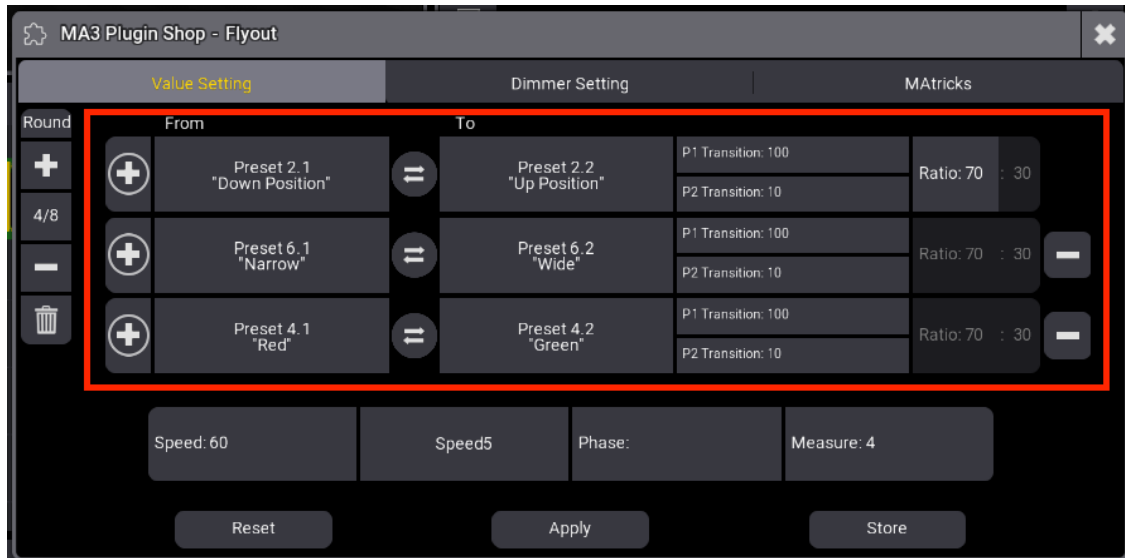 MA3 Plugin Shop - Flyout
Value Setting
Dimmer Setting
MAtricks
Round
From
To
4/8
Preset 2.1
"Down Position"
Preset 2.2
"Up Position"
P1 Transition: 100
P2 Transition: 10
Ratio: 70 : 30
Preset 6.1
"Narrow"
Preset 6.2
"Wide"
P1 Transition: 100
P2 Transition: 10
Ratio: 70 : 30
Preset 4.1
"Red"
Preset 4.2
"Green"
P1 Transition: 100
P2 Transition: 10
Ratio: 70 : 30
Speed: 60
Speed5
Phase:
Measure: 4
Reset
Apply
Store